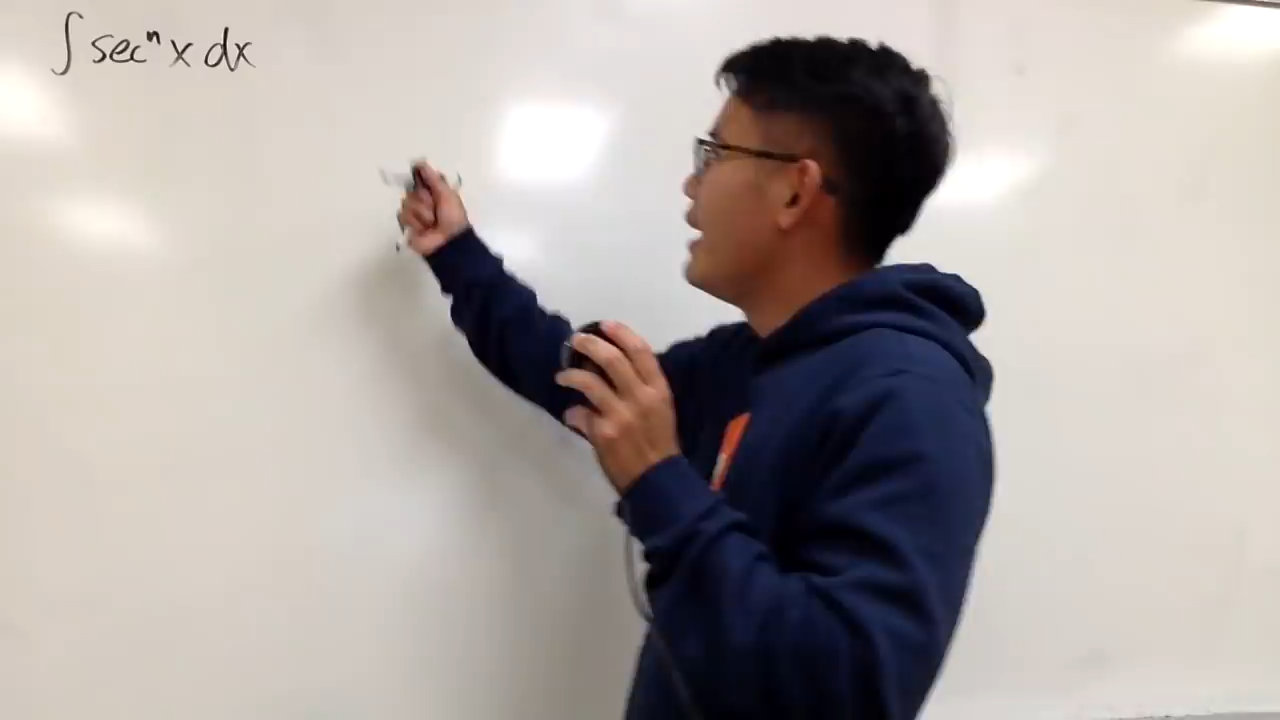 ∫ secⁿ x dx